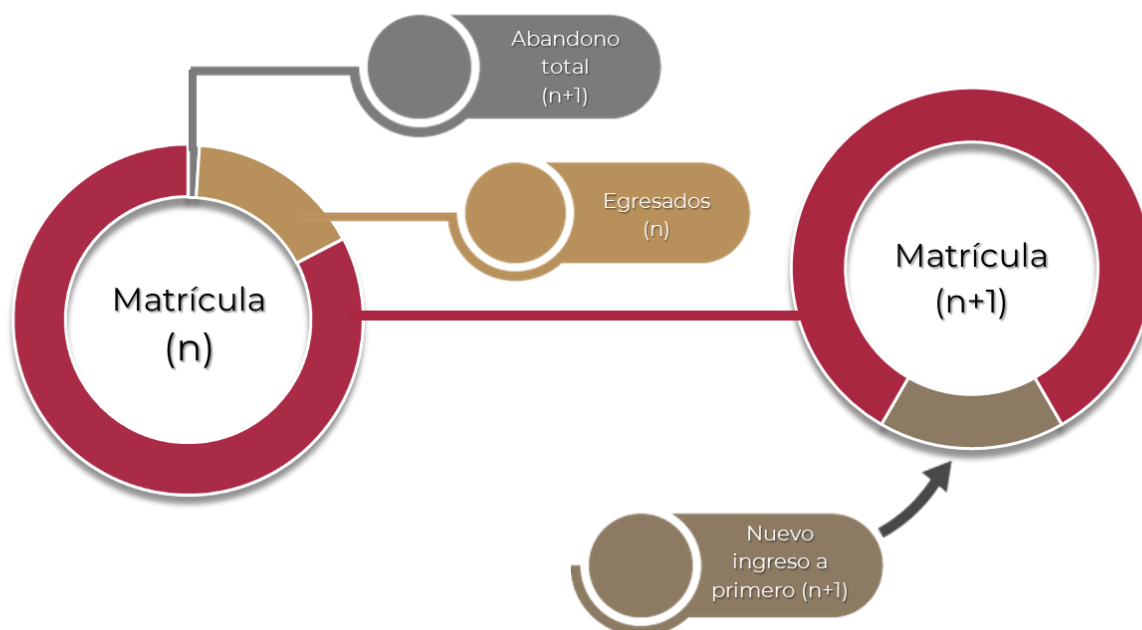 Abandono
total
(n+1)
Egresados
(n)
Matrícula
(n)
Matrícula
(n+1)
Nuevo
ingreso a
primero (n+1)